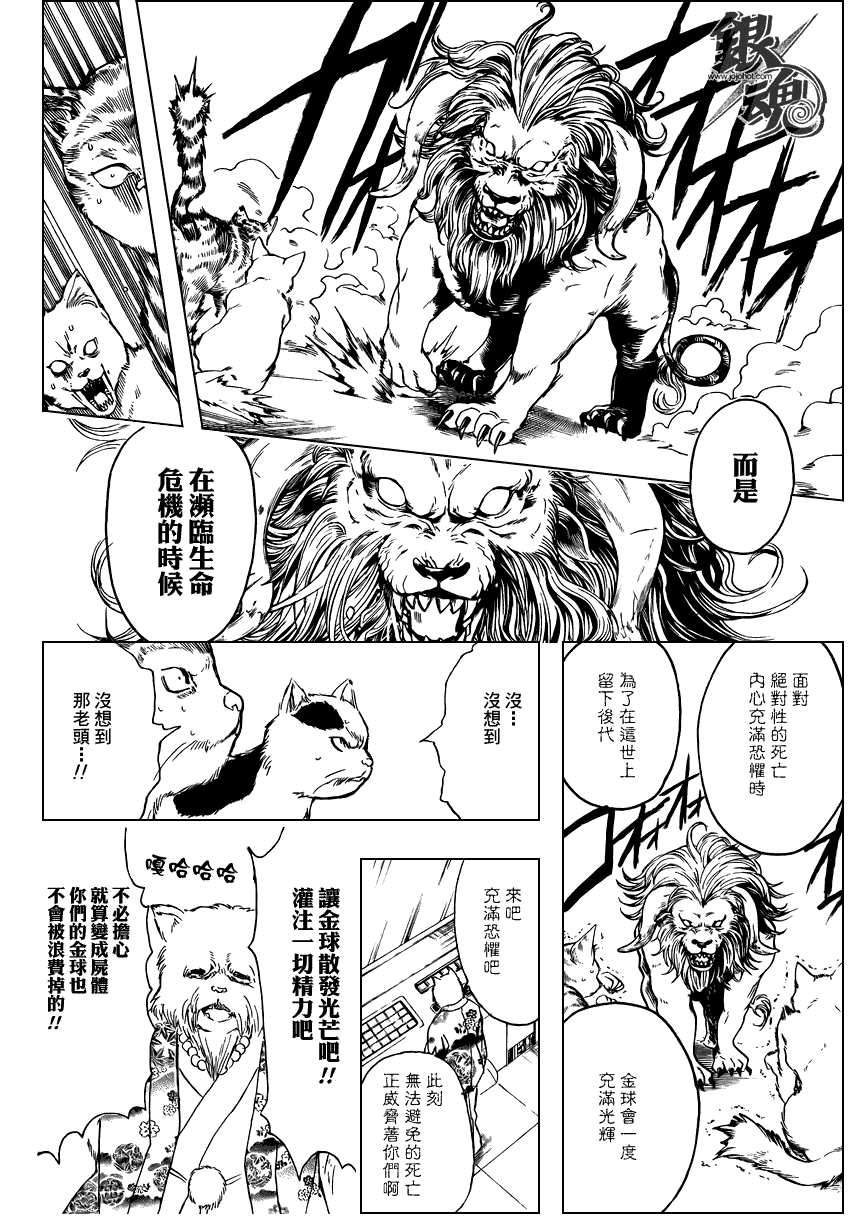 銀魂
www.jojohot.com
而是
在瀕臨生命
危機的時候
面對
絕對性的死亡
內心充滿恐懼時
為了在這世上
留下後代
金球會一度
充滿光輝
沒…
沒想到
沒想到
那老頭…!!
來吧
充滿恐懼吧
此刻
無法避免的死亡
正威脅著你們啊
讓金球散發光芒吧!!
灌注一切精力吧
嘎哈哈哈
不必擔心
就算變成屍體
你們的金球也
不會被浪費掉的!!